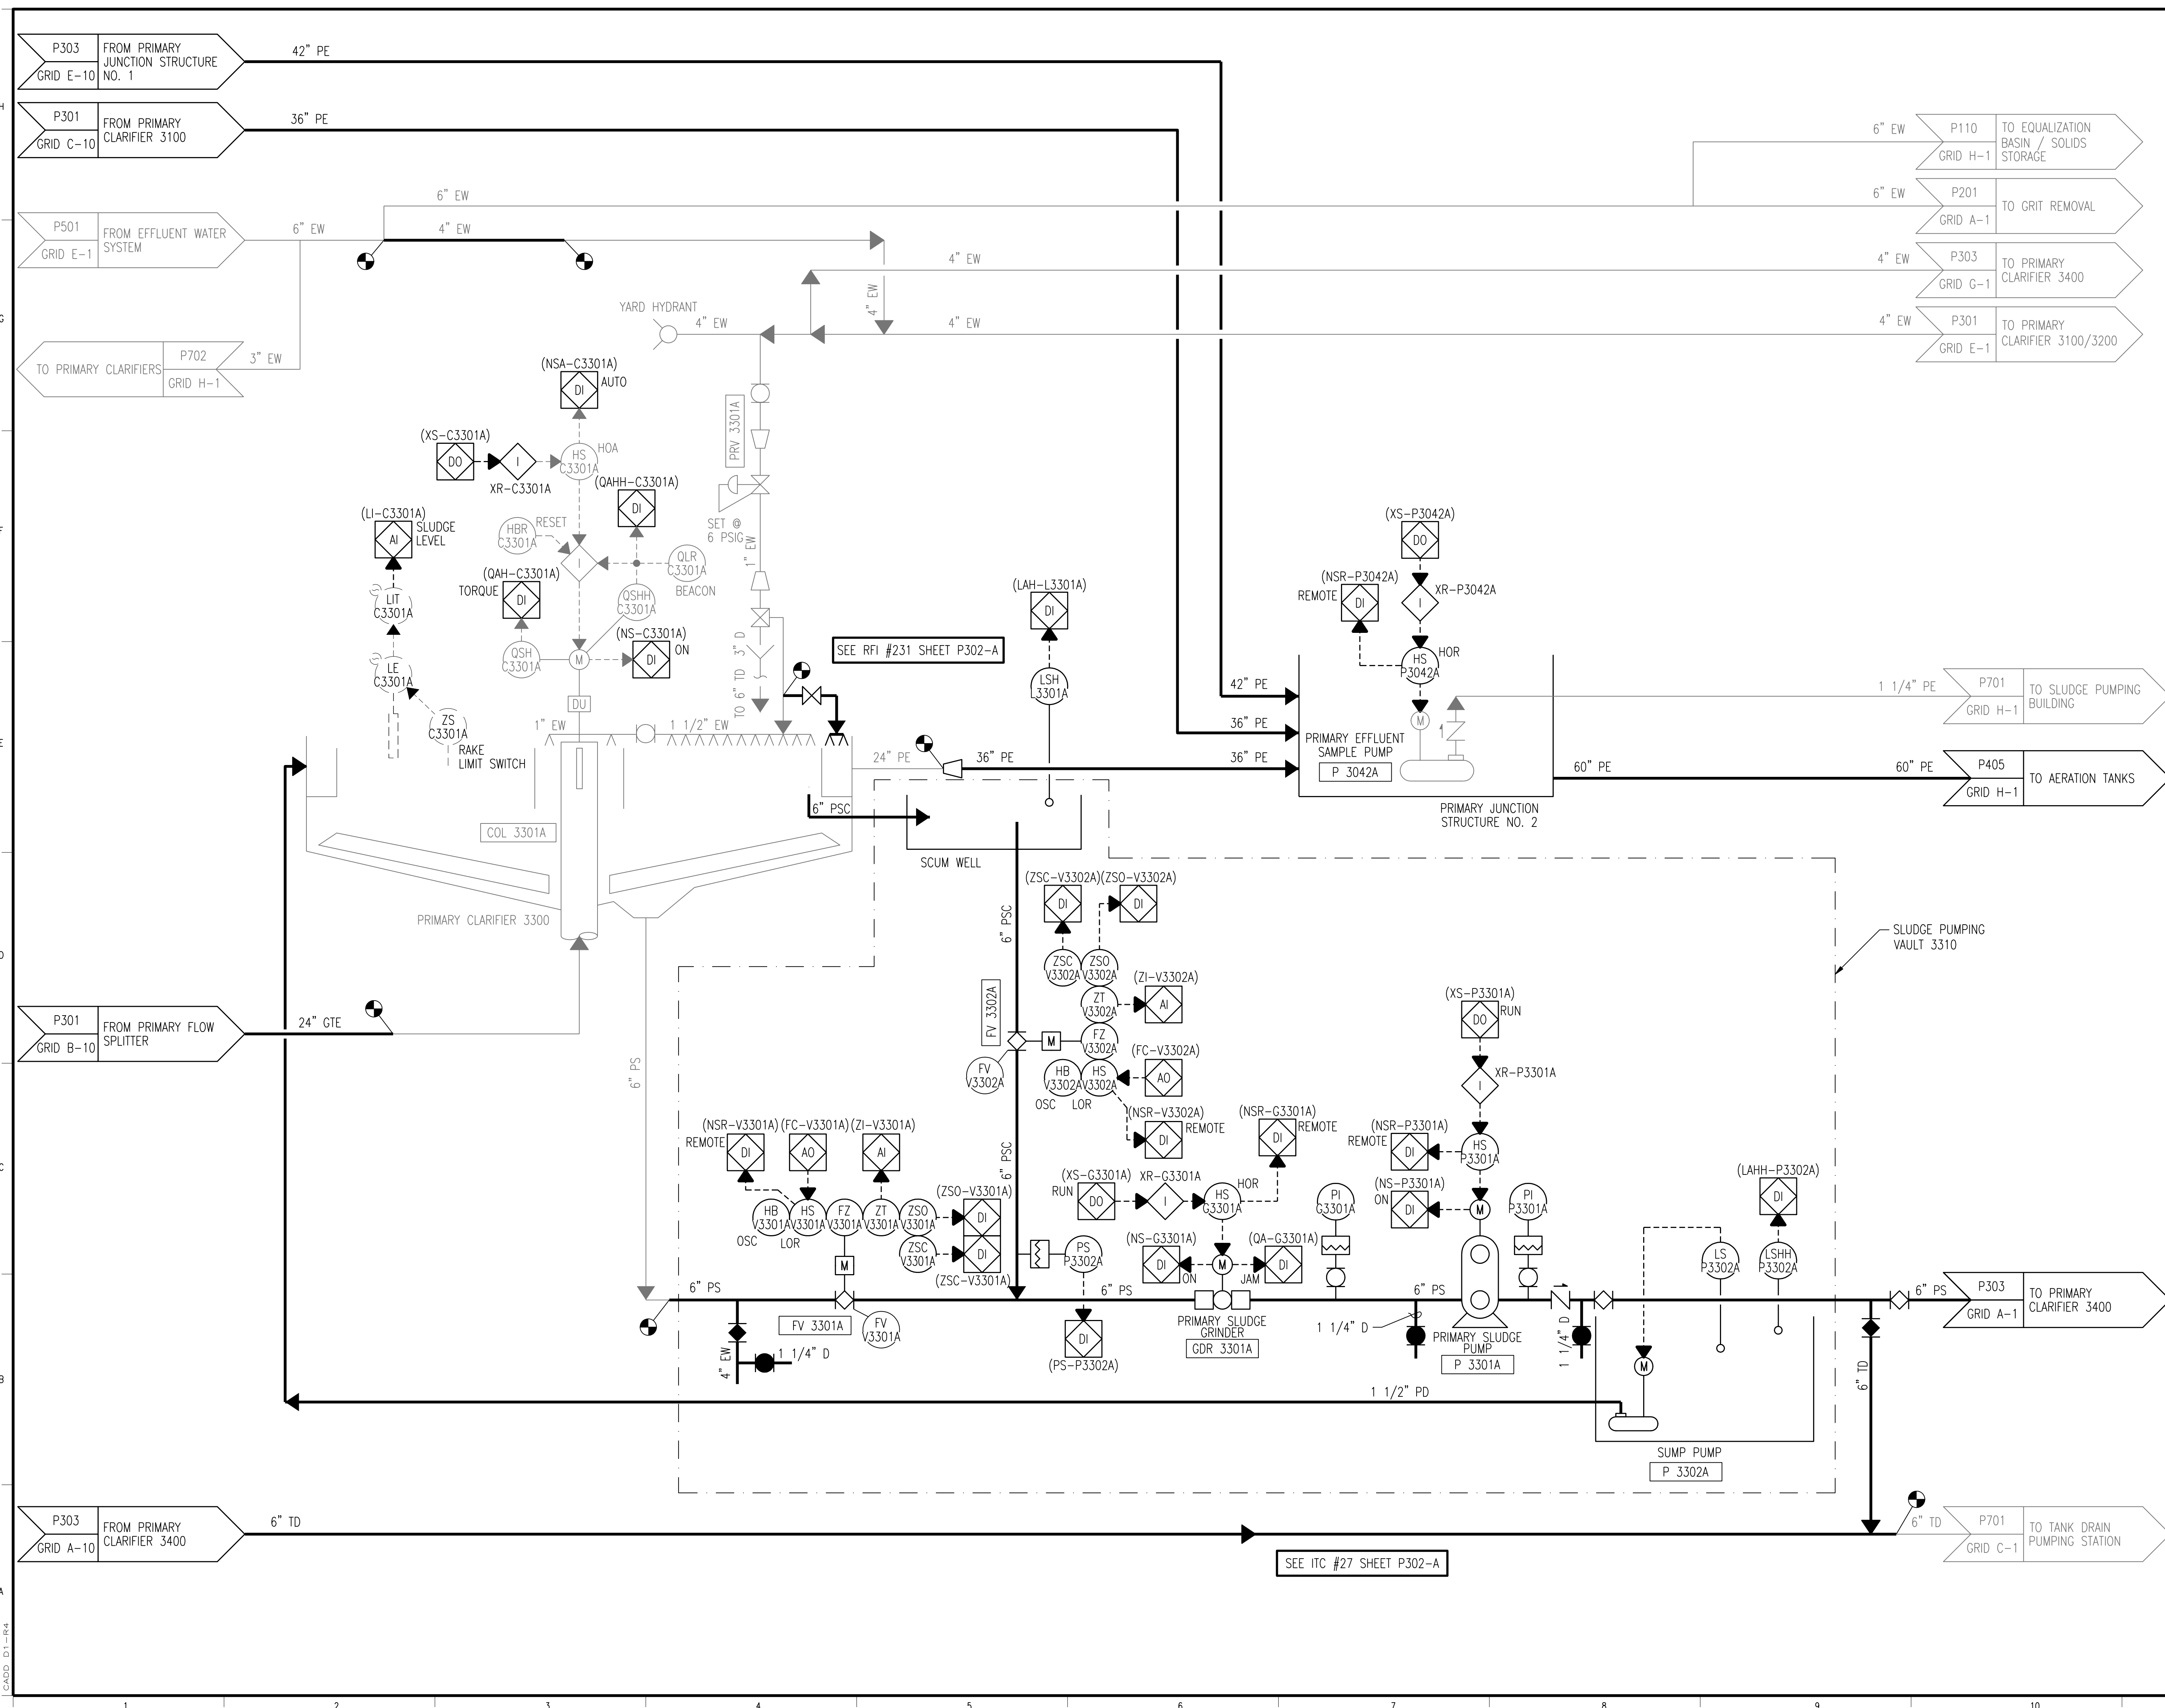 P303
GRID E-10
FROM PRIMARY
JUNCTION STRUCTURE
NO. 1
42" PE
P301
GRID C-10
FROM PRIMARY
CLARIFIER 3100
36" PE
6" EW
P110
GRID H-1
TO EQUALIZATION
BASIN / SOLIDS
STORAGE
6" EW
6" EW
P201
GRID A-1
TO GRIT REMOVAL
P501
GRID E-1
FROM EFFLUENT WATER
SYSTEM
6" EW
4" EW
4" EW
4" EW
P303
GRID G-1
TO PRIMARY
CLARIFIER 3400
4" EW
YARD HYDRANT
4" EW
4" EW
4" EW
P301
GRID E-1
TO PRIMARY
CLARIFIER 3100/3200
TO PRIMARY CLARIFIERS
P702
GRID H-1
3" EW
(NSA-C3301A)
DI
AUTO
(XS-C3301A)
DO
I
XR-C3301A
HS
C3301A
HOA
PRV 3301A
(QAHH-C3301A)
DI
SET @
6 PSIG
1" EW
(LI-C3301A)
AI
SLUDGE
LEVEL
HBR
C3301A
RESET
I
QLR
C3301A
BEACON
QSHH
C3301A
(QAH-C3301A)
TORQUE
DI
LIT
C3301A
(NS-C3301A)
DI
ON
QSH
C3301A
M
LE
C3301A
ZS
C3301A
RAKE
LIMIT SWITCH
DU
1" EW
1 1/2" EW
TO 6" TD
3" D
SEE RFI #231 SHEET P302-A
(LAH-L3301A)
DI
LSH
L3301A
(XS-P3042A)
DO
(NSR-P3042A)
REMOTE
DI
I
XR-P3042A
HS
P3042A
HOR
M
42" PE
36" PE
36" PE
PRIMARY EFFLUENT
SAMPLE PUMP
P 3042A
1 1/4" PE
P701
GRID H-1
TO SLUDGE PUMPING
BUILDING
24" PE
36" PE
60" PE
60" PE
P405
GRID H-1
TO AERATION TANKS
PRIMARY JUNCTION
STRUCTURE NO. 2
6" PSC
SCUM WELL
COL 3301A
PRIMARY CLARIFIER 3300
6" PSC
(ZSC-V3302A)
(ZSO-V3302A)
DI
DI
ZSC
V3302A
ZSO
V3302A
ZT
V3302A
(ZI-V3302A)
AI
FV 3302A
M
FZ
V3302A
FV
V3302A
HB
V3302A
HS
V3302A
(FC-V3302A)
AO
OSC
LOR
(NSR-V3302A)
DI
REMOTE
SLUDGE PUMPING
VAULT 3310
P301
GRID B-10
FROM PRIMARY FLOW
SPLITTER
24" GTE
6" PS
(XS-P3301A)
DO
RUN
I
XR-P3301A
(NSR-P3301A)
REMOTE
DI
HS
P3301A
(NS-P3301A)
ON
DI
M
(NSR-V3301A)
(FC-V3301A)
(ZI-V3301A)
REMOTE
DI
AO
AI
HB
V3301A
HS
V3301A
FZ
V3301A
ZT
V3301A
ZSO
V3301A
ZSC
V3301A
OSC
LOR
(ZSO-V3301A)
DI
DI
(ZSC-V3301A)
M
6" PSC
(NSR-G3301A)
DI
REMOTE
(XS-G3301A)
RUN
DO
XR-G3301A
I
HS
G3301A
HOR
(NS-G3301A)
DI
ON
M
(QA-G3301A)
DI
JAM
PI
G3301A
PI
P3301A
PS
P3302A
(LAHH-P3302A)
DI
LS
P3302A
LSHH
P3302A
6" PS
FV 3301A
FV
V3301A
6" PS
DI
(PS-P3302A)
PRIMARY SLUDGE
GRINDER
GDR 3301A
6" PS
1 1/4" D
PRIMARY SLUDGE
PUMP
P 3301A
1 1/4" D
M
6" PS
P303
GRID A-1
TO PRIMARY
CLARIFIER 3400
4" EW
1 1/4" D
1 1/2" PD
6" TD
SUMP PUMP
P 3302A
P303
GRID A-10
FROM PRIMARY
CLARIFIER 3400
6" TD
SEE ITC #27 SHEET P302-A
6" TD
P701
GRID C-1
TO TANK DRAIN
PUMPING STATION
H
G
F
E
D
C
B
A
CADD D1-R4
1
2
3
4
5
6
7
8
9
10